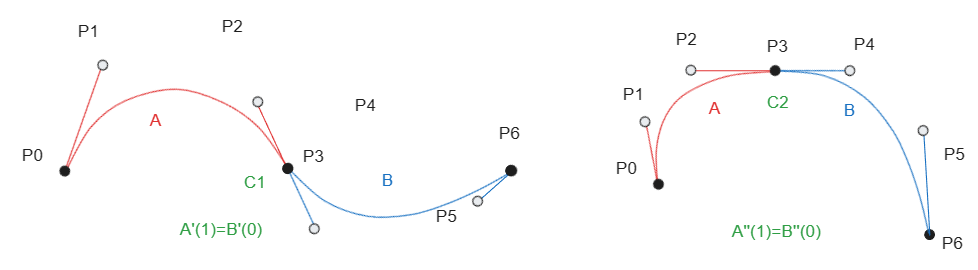 P1
P2
P4
A
P0
P3
P6
C1
B
P5
A'(1)=B'(0)
P2
P3
P4
P1
A
C2
B
P0
P5
A''(1)=B''(0)
P6